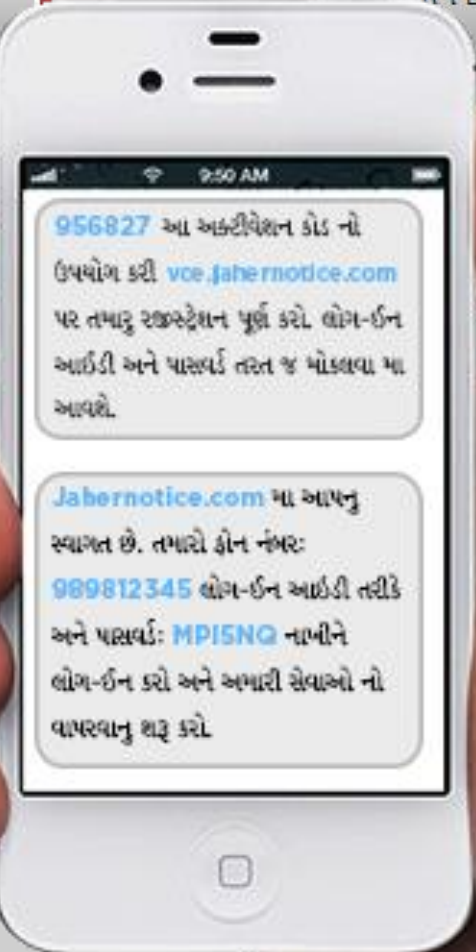 9:50 AM
956827 આ અક્ટીવેશન કોડ નો
ઉપયોગ કરી vce.jahernotice.com
પર તમારુ રજીસ્ટ્રેશન પૂર્ણ કરો. લોગ-ઈન
આઈડી અને પાસવર્ડ તરત જ મોકલવા મા
આવશે.
Jahernotice.com મા આપનુ
સ્વાગત છે. તમારો ફોન નંબર:
989812345 લોગ-ઈન આઈડી તરીકે
અને પાસવર્ડ: MPI5NQ નાખીને
લોગ-ઈન કરો અને અમારી સેવાઓ નો
વાપરવાનુ શરૂ કરો.